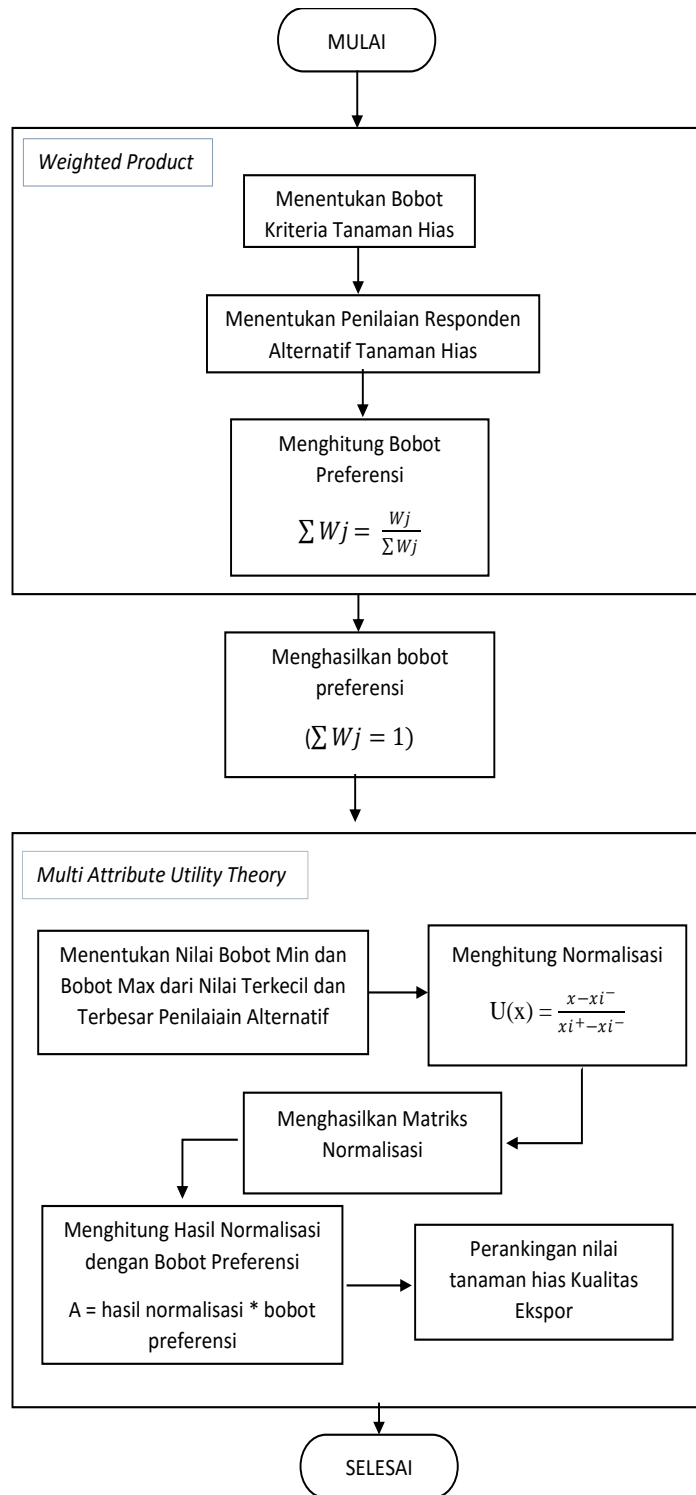 MULAI
Weighted Product
Menentukan Bobot
Kriteria Tanaman Hias
Menentukan Penilaian Responden
Alternatif Tanaman Hias
Menghitung Bobot
Preferensi
∑ Wj = Wj / ∑ Wj
Menghasilkan bobot
preferensi
(∑ Wj = 1)
Multi Attribute Utility Theory
Menentukan Nilai Bobot Min dan
Bobot Max dari Nilai Terkecil dan
Terbesar Penilaiain Alternatif
Menghitung Normalisasi
U(x) = x−xi⁻ / xi⁺−xi⁻
Menghasilkan Matriks
Normalisasi
Menghitung Hasil Normalisasi
dengan Bobot Preferensi
A = hasil normalisasi * bobot
preferensi
Perankingan nilai
tanaman hias Kualitas
Ekspor
SELESAI